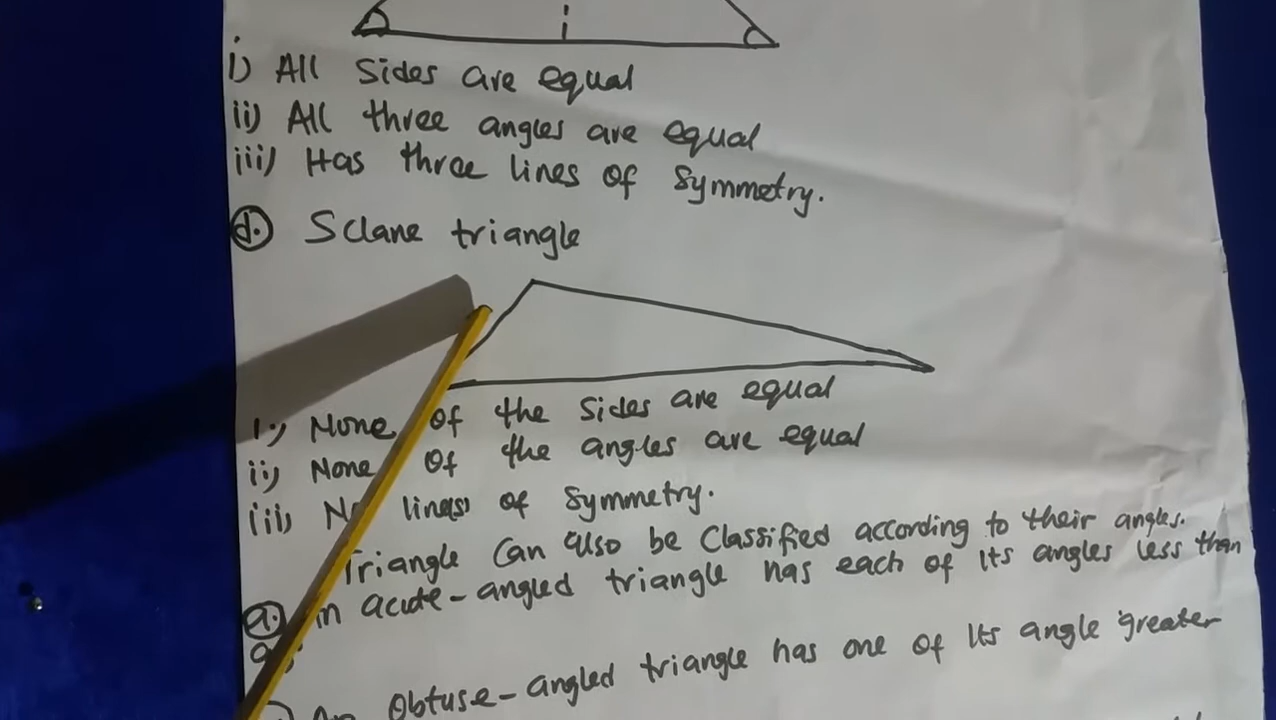 i) All sides are equal
ii) All three angles are equal
iii) Has three lines of symmetry.
d. Sclane triangle
i) None of the sides are equal
ii) None of the angles are equal
iii) No line(s) of symmetry.
Triangle can also be classified according to their angles.
a. An acute-angled triangle has each of its angles less than
An obtuse-angled triangle has one of its angle greater